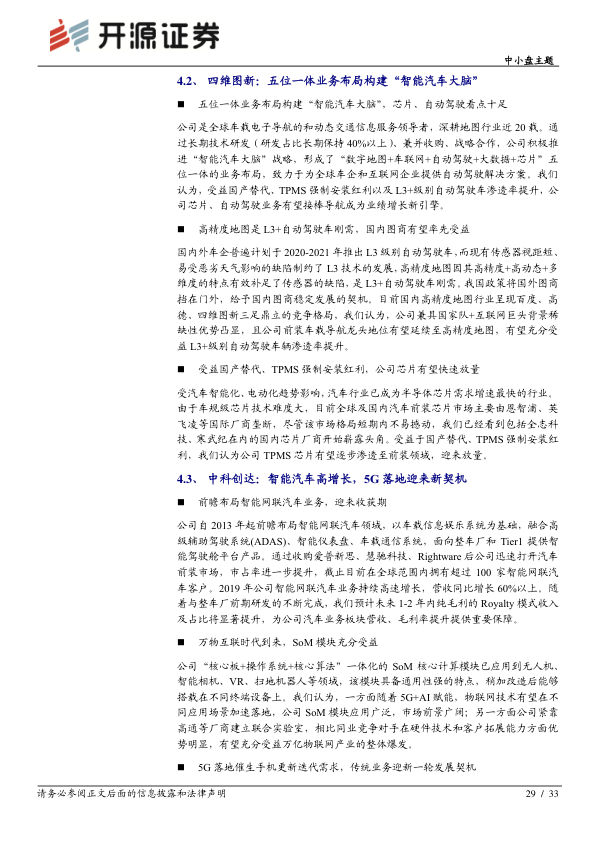 开源证券
中小盘主题
4.2、 四维图新：五位一体业务布局构建“智能汽车大脑”
■ 五位一体业务布局构建“智能汽车大脑”，芯片、自动驾驶看点十足
公司是全球车载电子导航的和动态交通信息服务领导者，深耕地图行业近 20 载。通
过长期技术研发（研发占比长期保持 40%以上）、兼并收购、战略合作，公司积极推
进“智能汽车大脑”战略，形成了“数字地图+车联网+自动驾驶+大数据+芯片”五
位一体的业务布局，致力于为全球车企和互联网企业提供自动驾驶解决方案。我们
认为，受益国产替代、TPMS 强制安装红利以及 L3+级别自动驾驶车渗透率提升，公
司芯片、自动驾驶业务有望接棒导航成为业绩增长新引擎。
■ 高精度地图是 L3+自动驾驶车刚需，国内图商有望率先受益
国内外车企普遍计划于 2020-2021 年推出 L3 级别自动驾驶车，而现有传感器视距短、
易受恶劣天气影响的缺陷制约了 L3 技术的发展，高精度地图因其高精度+高动态+多
维度的特点有效补足了传感器的缺陷，是 L3+自动驾驶车刚需。我国政策将国外图商
挡在门外，给予国内图商稳定发展的契机。目前国内高精度地图行业呈现百度、高
德、四维图新三足鼎立的竞争格局，我们认为，公司兼具国家队+互联网巨头背景稀
缺性优势凸显，且公司前装车载导航龙头地位有望延续至高精度地图，有望充分受
益 L3+级别自动驾驶车辆渗透率提升。
■ 受益国产替代、TPMS 强制安装红利，公司芯片有望快速放量
受汽车智能化、电动化趋势影响，汽车行业已成为半导体芯片需求增速最快的行业。
由于车规级芯片技术难度大，目前全球及国内汽车前装芯片市场主要由恩智浦、英
飞凌等国际厂商垄断，尽管该市场格局短期内不易撼动，我们已经看到包括全志科
技、寒武纪在内的国内芯片厂商开始崭露头角。受益于国产替代、TPMS 强制安装红
利，我们认为公司 TPMS 芯片有望逐步渗透至前装领域，迎来放量。
4.3、 中科创达：智能汽车高增长，5G 落地迎来新契机
■ 前瞻布局智能网联汽车业务，迎来收获期
公司自 2013 年起前瞻布局智能网联汽车领域，以车载信息娱乐系统为基础，融合高
级辅助驾驶系统(ADAS)、智能仪表盘、车载通信系统，面向整车厂和 Tier1 提供智
能驾驶舱平台产品。通过收购爱普新思、慧驰科技、Rightware 后公司迅速打开汽车
前装市场，市占率进一步提升，截止目前在全球范围内拥有超过 100 家智能网联汽
车客户。2019 年公司智能网联汽车业务持续高速增长，营收同比增长 60%以上。随
着与整车厂前期研发的不断完成，我们预计未来 1-2 年内纯毛利的 Royalty 模式收入
及占比将显著提升，为公司汽车业务板块营收、毛利率提升提供重要保障。
■ 万物互联时代到来，SoM 模块充分受益
公司“核心板+操作系统+核心算法”一体化的 SoM 核心计算模块已应用到无人机、
智能相机、VR、扫地机器人等领域，该模块具备通用性强的特点，稍加改造后能够
搭载在不同终端设备上。我们认为，一方面随着 5G+AI 赋能，物联网技术有望在不
同应用场景加速落地，公司 SoM 模块应用广泛，市场前景广阔；另一方面公司紧靠
高通等厂商建立联合实验室，相比同业竞争对手在硬件技术和客户拓展能力方面优
势明显，有望充分受益万亿物联网产业的整体爆发。
■ 5G 落地催生手机更新迭代需求，传统业务迎新一轮发展契机
请务必参阅正文后面的信息披露和法律声明
29 / 33